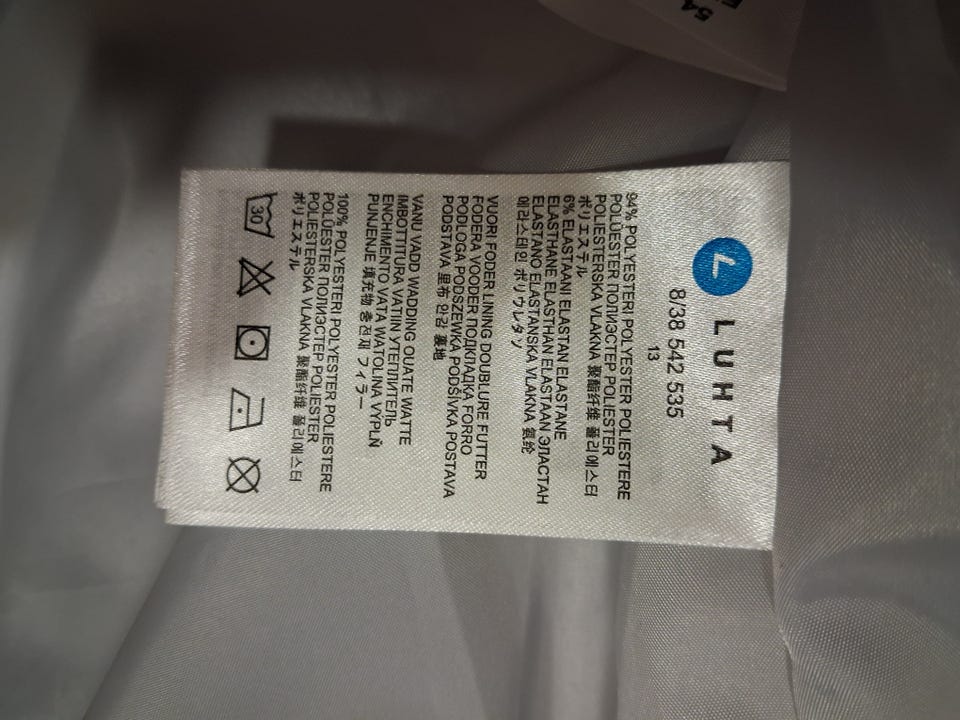 LUHTA
8/38 542 535
13
94% POLYESTERI POLYESTER POLIESTERE
POLÜESTER ПОЛИЭСТЕР POLIESTER
POLIESTERSKA VLAKNA 聚酯纤维 폴리에스터
ポリエステル
6% ELASTAANI ELASTAN ELASTANE
ELASTHANE ELASTHAN ELASTAAN ЭЛАСТАН
ELASTANO ELASTANSKA VLAKNA 氨纶
에라스테인 ポリウレタン
VUORI FODER LINING DOUBLURE FUTTER
FODERA VOODER ПОДКЛАДКА FORRO
PODLOGA PODSZEWKA PODŠÍVKA POSTAVA
PODSTAVA 里布 안감 裏地
VANU VADD WADDING OUATE WATTE
IMBOTTITURA VATIIN УТЕПЛИТЕЛЬ
ENCHIMENTO VATA WATOLINA VÝPLŇ
PUNJENJE 填充物 충전재 フィラー
100% POLYESTERI POLYESTER POLIESTERE
POLÜESTER ПОЛИЭСТЕР POLIESTER
POLIESTERSKA VLAKNA 聚酯纤维 폴리에스터
ポリエステル
30
54